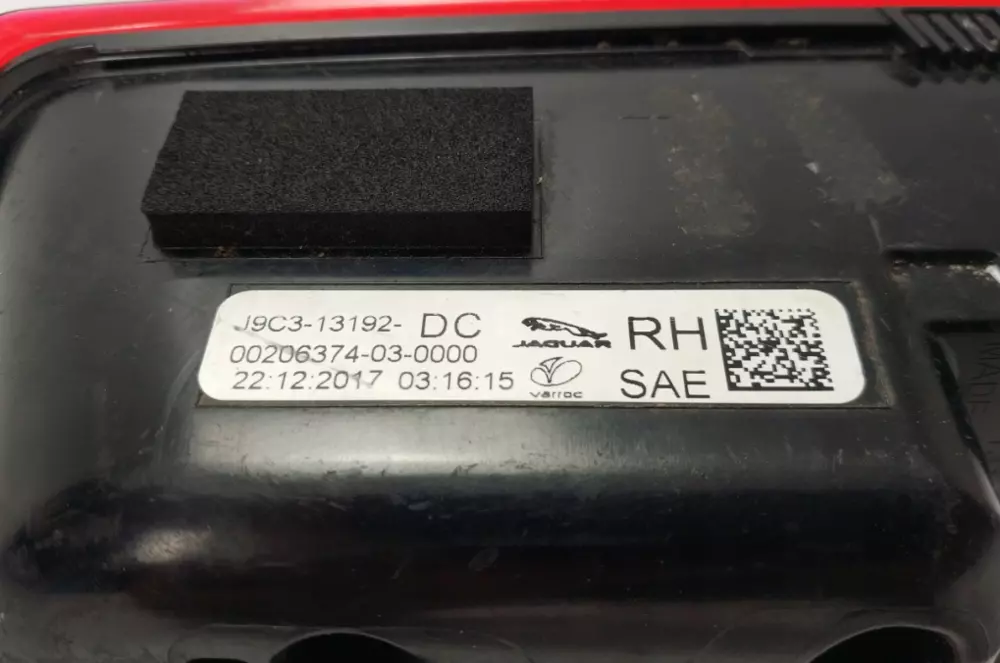 J9C3-13192- DC
00206374-03-0000
22:12:2017 03:16:15
JAGUAR
varroc
RH
SAE